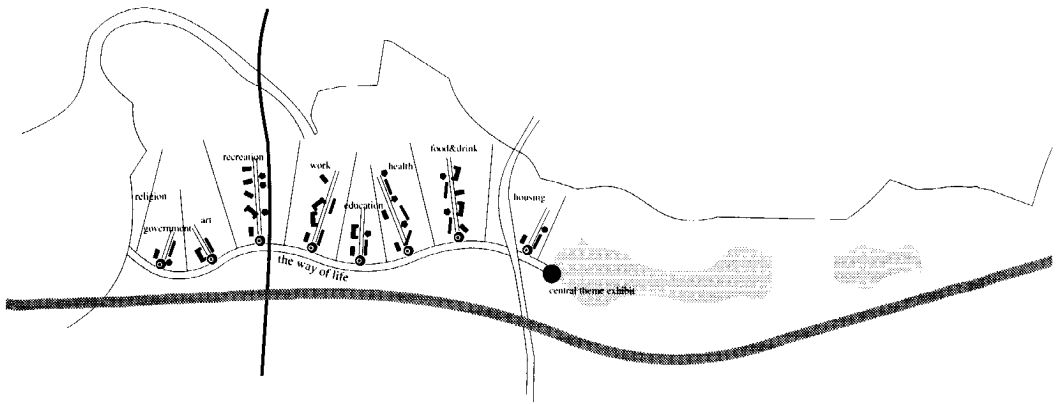 recreation
work
health
food&drink
religion
education
housing
art
government
the way of life
central theme exhibit